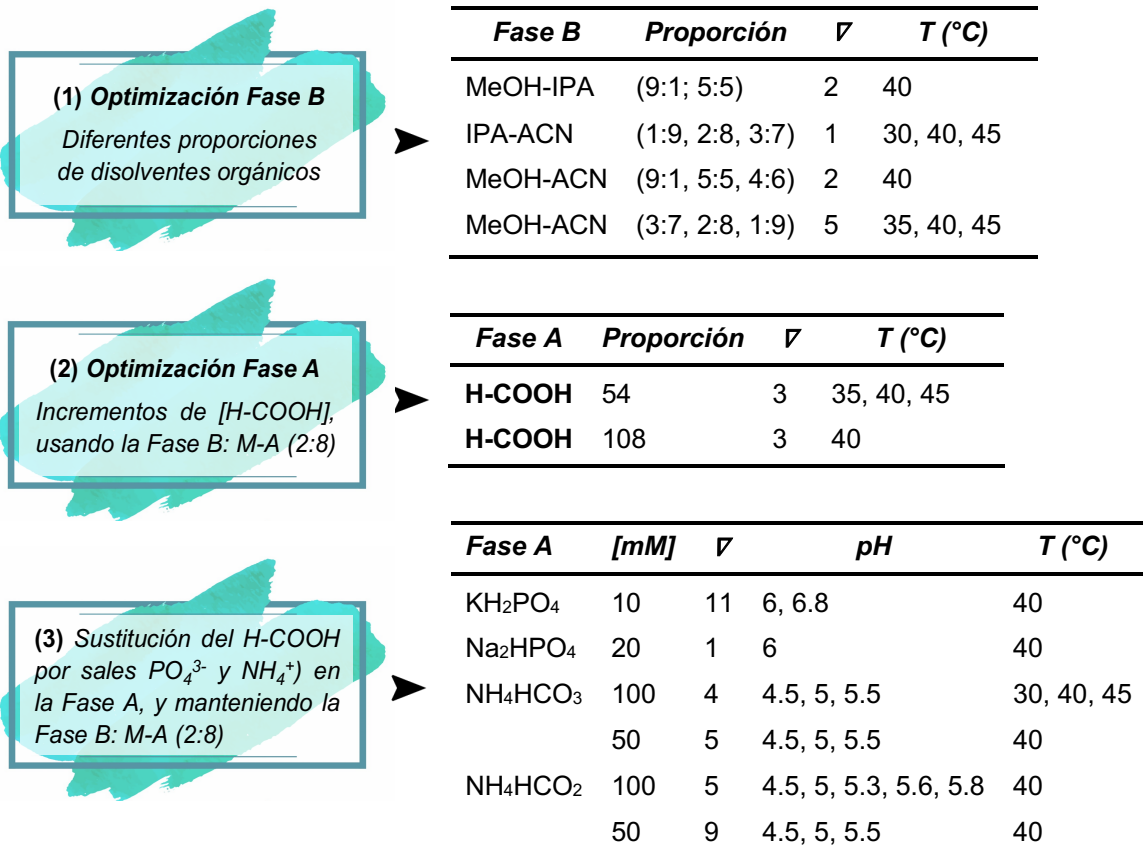 (1) Optimización Fase B
Diferentes proporciones
de disolventes orgánicos
Fase B Proporción ∇ T (°C)
MeOH-IPA (9:1; 5:5) 2 40
IPA-ACN (1:9, 2:8, 3:7) 1 30, 40, 45
MeOH-ACN (9:1, 5:5, 4:6) 2 40
MeOH-ACN (3:7, 2:8, 1:9) 5 35, 40, 45
(2) Optimización Fase A
Incrementos de [H-COOH],
usando la Fase B: M-A (2:8)
Fase A Proporción ∇ T (°C)
H-COOH 54 3 35, 40, 45
H-COOH 108 3 40
(3) Sustitución del H-COOH
por sales PO₄³⁻ y NH₄⁺) en
la Fase A, y manteniendo la
Fase B: M-A (2:8)
Fase A [mM] ∇ pH T (°C)
KH₂PO₄ 10 11 6, 6.8 40
Na₂HPO₄ 20 1 6 40
NH₄HCO₃ 100 4 4.5, 5, 5.5 30, 40, 45
50 5 4.5, 5, 5.5 40
NH₄HCO₂ 100 5 4.5, 5, 5.3, 5.6, 5.8 40
50 9 4.5, 5, 5.5 40